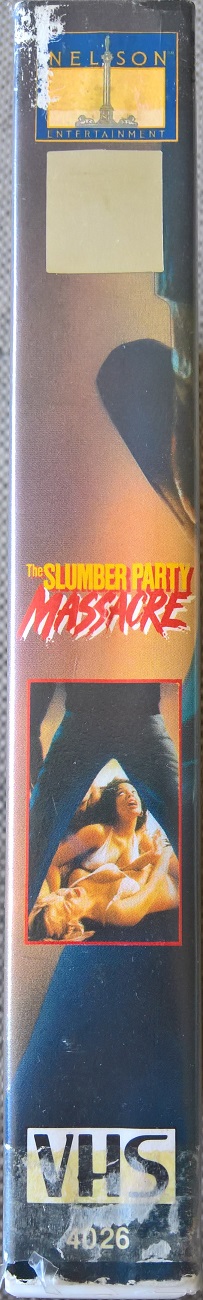 NELSON
ENTERTAINMENT
The SLUMBER PARTY
MASSACRE
VHS
4026